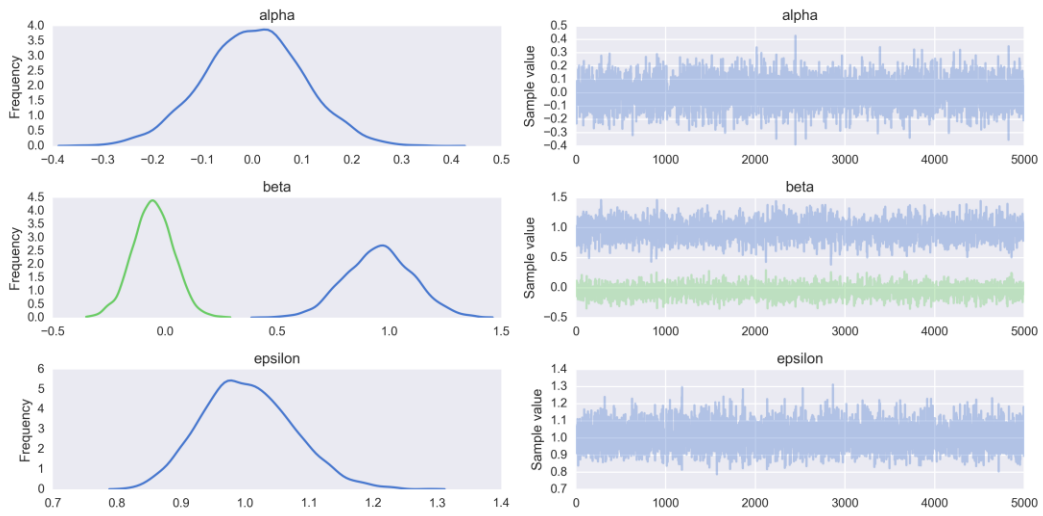 alpha
Frequency
4.0
3.5
3.0
2.5
2.0
1.5
1.0
0.5
0.0
−0.4 −0.3 −0.2 −0.1 0.0 0.1 0.2 0.3 0.4 0.5
alpha
Sample value
0.5
0.4
0.3
0.2
0.1
0.0
−0.1
−0.2
−0.3
−0.4
0 1000 2000 3000 4000 5000
beta
Frequency
4.5
4.0
3.5
3.0
2.5
2.0
1.5
1.0
0.5
0.0
−0.5 0.0 0.5 1.0 1.5
beta
Sample value
1.5
1.0
0.5
0.0
−0.5
0 1000 2000 3000 4000 5000
epsilon
Frequency
6
5
4
3
2
1
0
0.7 0.8 0.9 1.0 1.1 1.2 1.3 1.4
epsilon
Sample value
1.4
1.3
1.2
1.1
1.0
0.9
0.8
0.7
0 1000 2000 3000 4000 5000